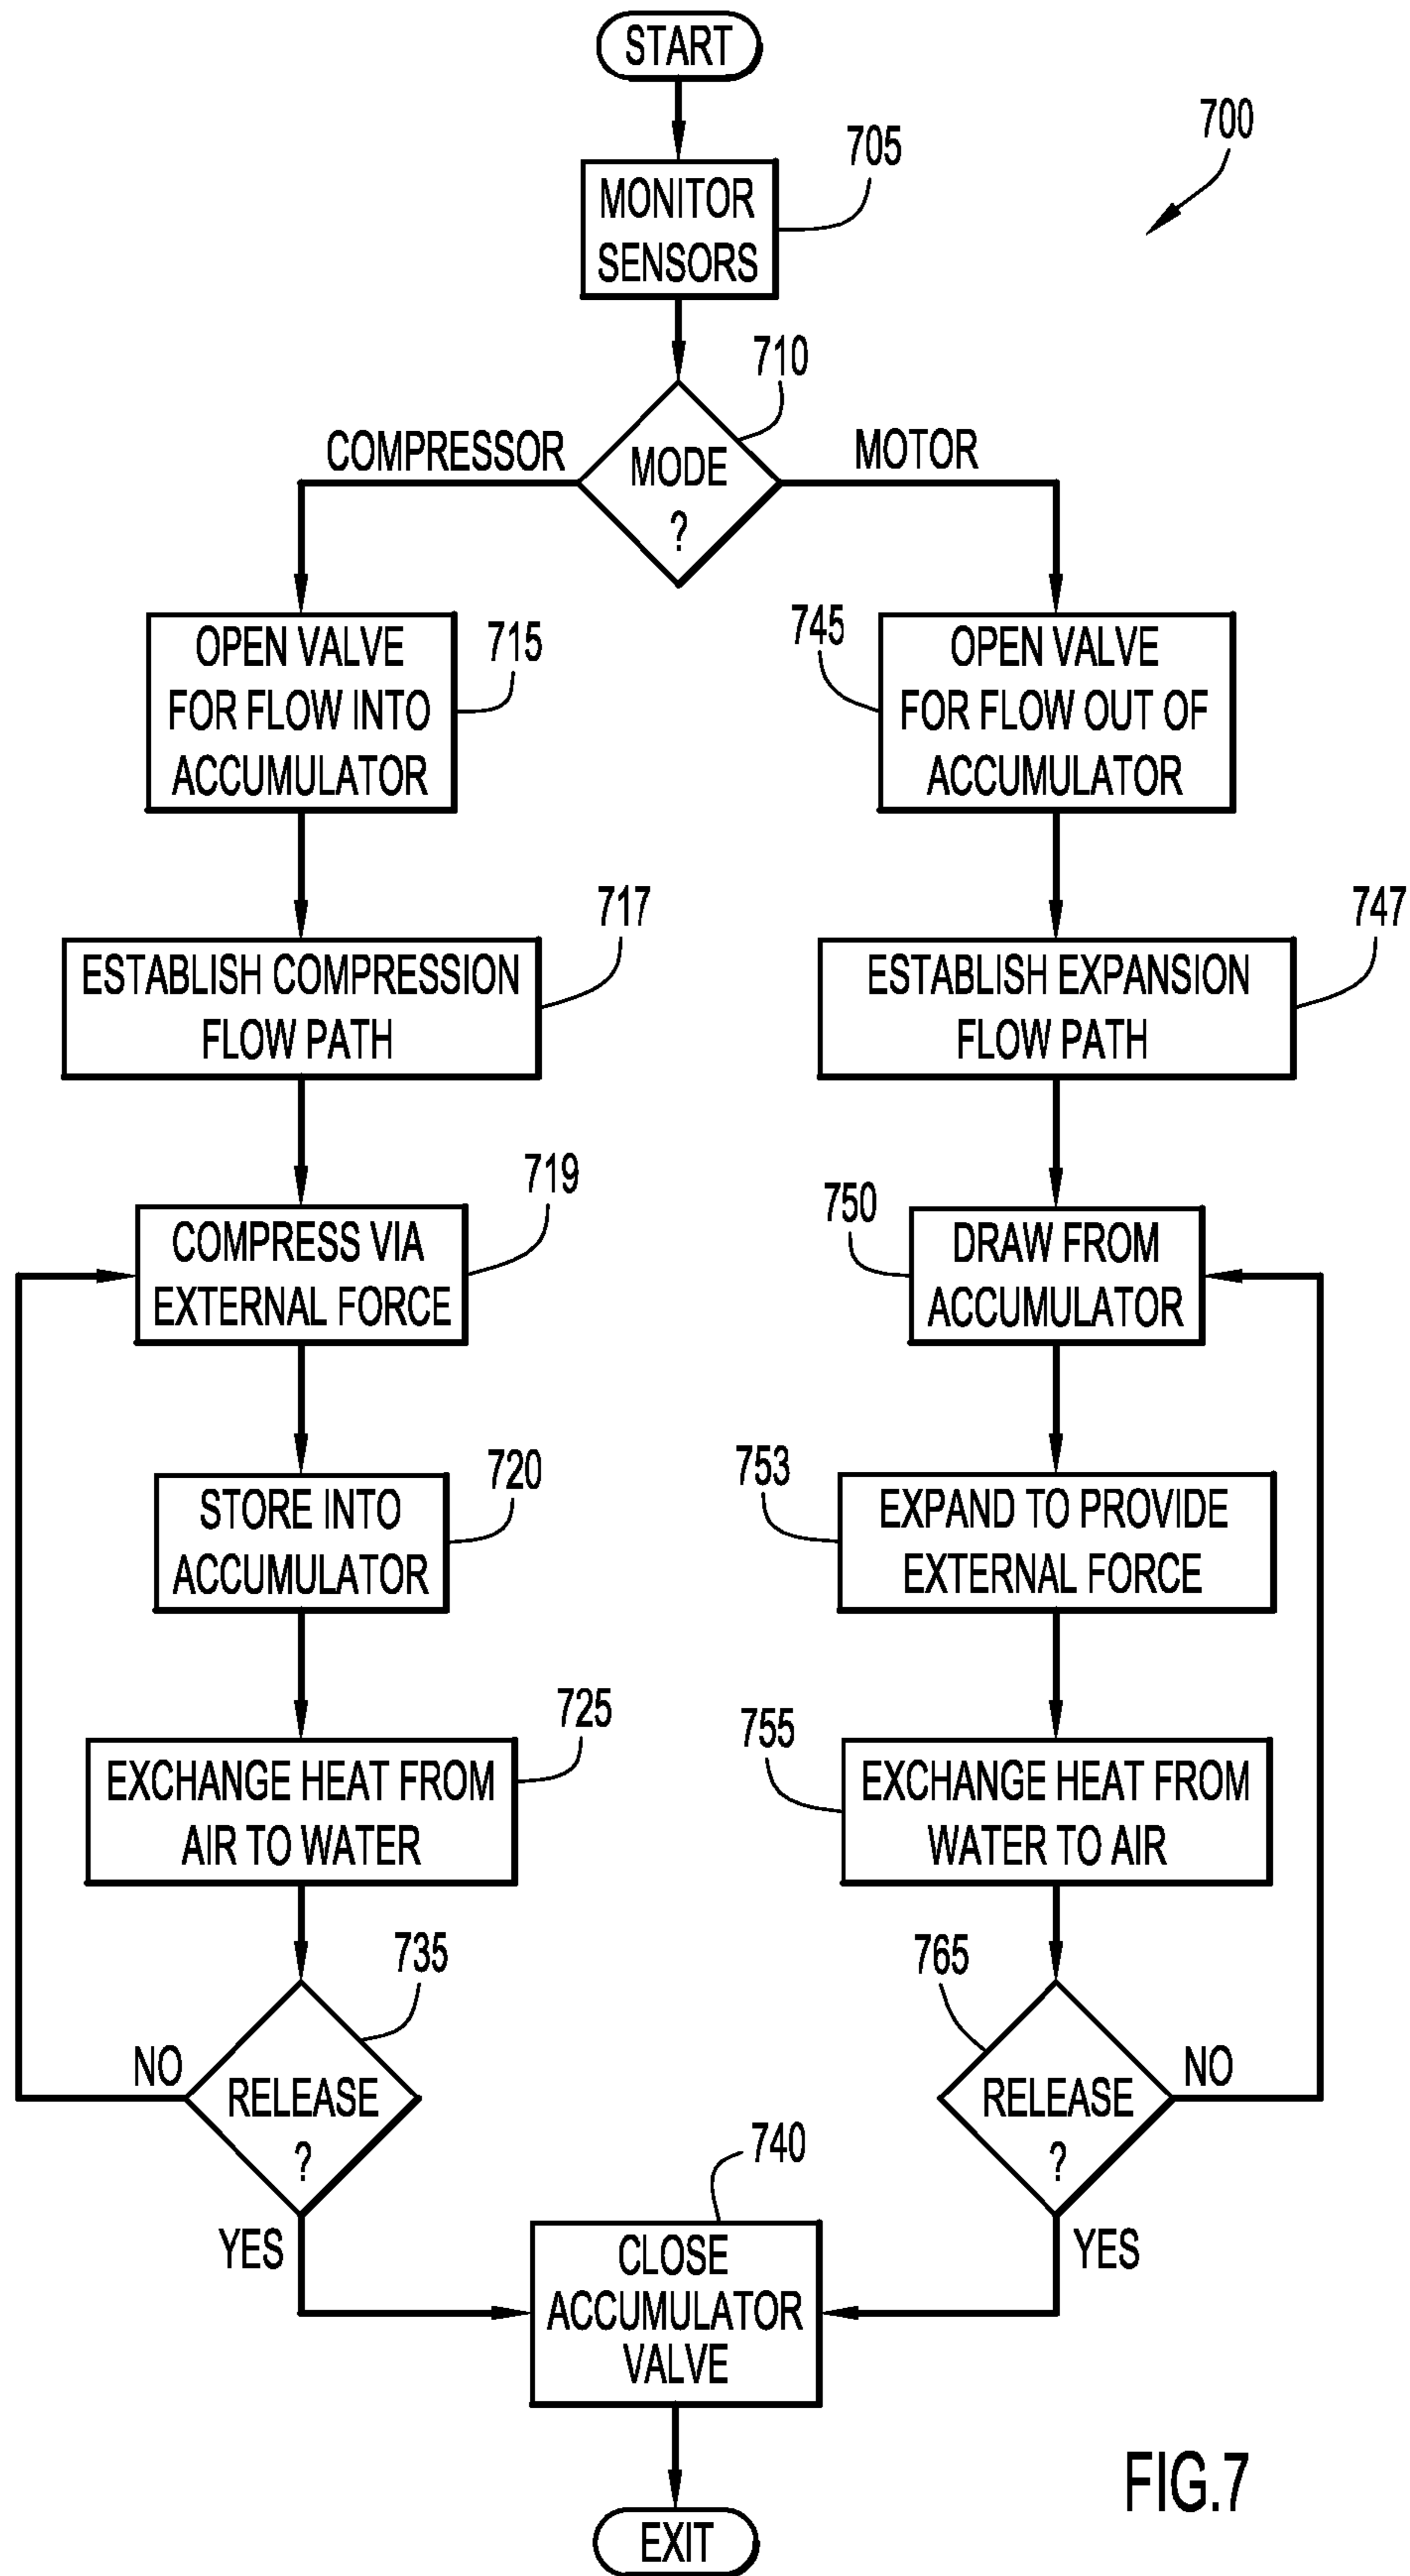 START
700
705
MONITOR
SENSORS
710
COMPRESSOR
MODE
?
MOTOR
OPEN VALVE
FOR FLOW INTO
ACCUMULATOR
715
745
OPEN VALVE
FOR FLOW OUT OF
ACCUMULATOR
717
ESTABLISH COMPRESSION
FLOW PATH
747
ESTABLISH EXPANSION
FLOW PATH
719
COMPRESS VIA
EXTERNAL FORCE
750
DRAW FROM
ACCUMULATOR
720
STORE INTO
ACCUMULATOR
753
EXPAND TO PROVIDE
EXTERNAL FORCE
725
EXCHANGE HEAT FROM
AIR TO WATER
755
EXCHANGE HEAT FROM
WATER TO AIR
735
NO
RELEASE
?
YES
765
RELEASE
?
NO
YES
740
CLOSE
ACCUMULATOR
VALVE
EXIT
FIG.7